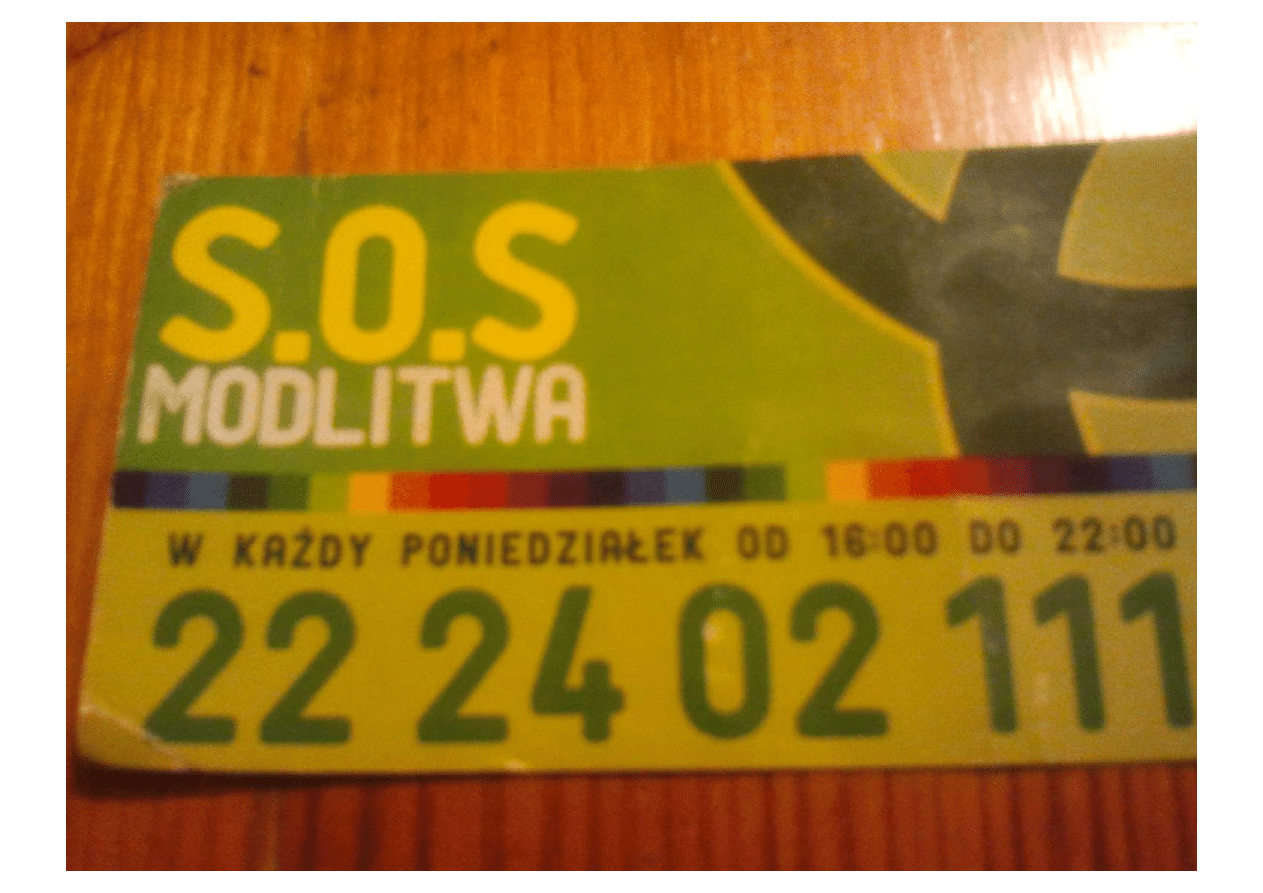 S.O.S
MODLITWA
W KAŻDY PONIEDZIAŁEK OD 16:00 DO 22:00
22 24 02 111